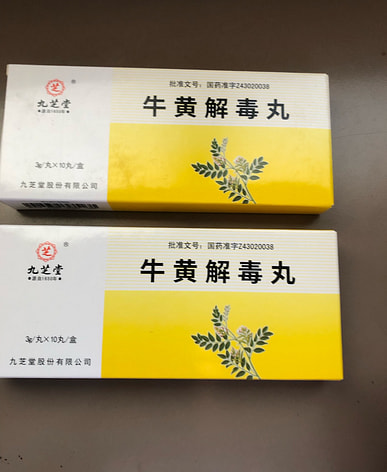 芝
®
九芝堂
批准文号：国药准字Z43020038
牛黄解毒丸
3g/丸×10丸/盒
九芝堂股份有限公司
芝
®
九芝堂
批准文号：国药准字Z43020038
牛黄解毒丸
3g/丸×10丸/盒
九芝堂股份有限公司